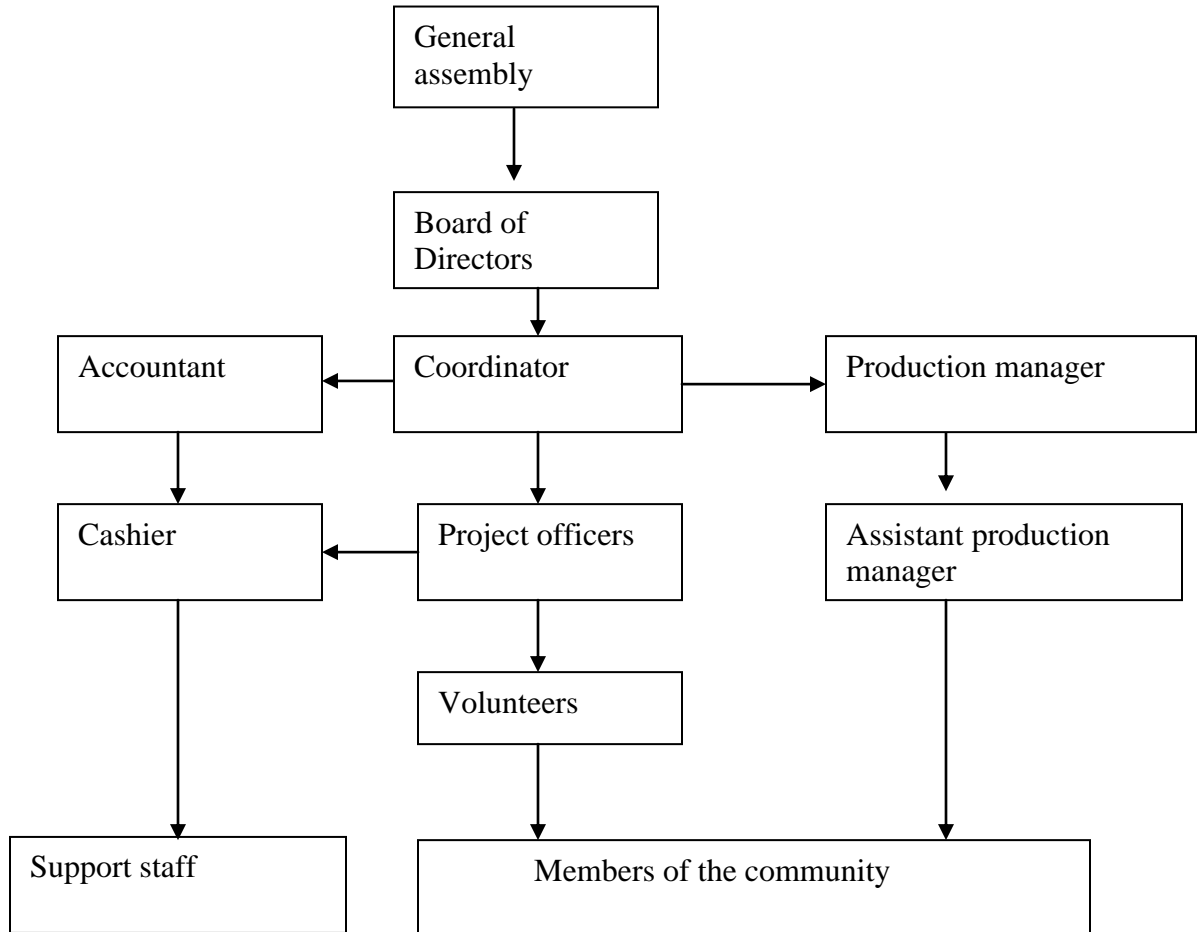 General
assembly
Board of
Directors
Accountant
Coordinator
Production manager
Cashier
Project officers
Assistant production
manager
Volunteers
Support staff
Members of the community